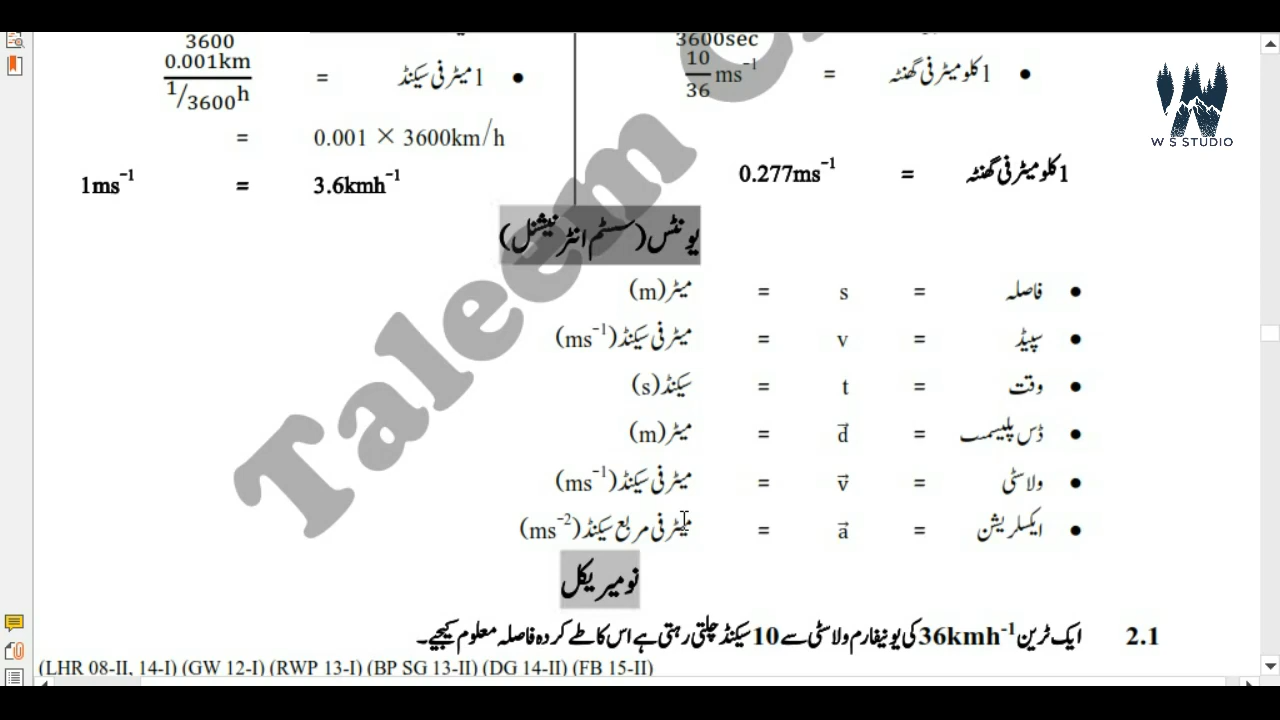 3600
0.001km
1/3600h
= 1 میٹر فی سیکنڈ •
= 0.001 × 3600km/h
1ms⁻¹ = 3.6kmh⁻¹
3600sec
10/36 ms⁻¹ = 1 کلومیٹر فی گھنٹہ •
0.277ms⁻¹ = 1 کلومیٹر فی گھنٹہ
W S STUDIO
یونٹس (سسٹم انٹرنیشنل)
• فاصلہ = s = میٹر (m)
• سپیڈ = v = میٹر فی سیکنڈ (ms⁻¹)
• وقت = t = سیکنڈ (s)
• ڈس پلیسمنٹ = d⃗ = میٹر (m)
• ولاسٹی = v⃗ = میٹر فی سیکنڈ (ms⁻¹)
• ایکسلریشن = a⃗ = میٹر فی مربع سیکنڈ (ms⁻²)
نومیریکل
2.1 ایک ٹرین 36kmh⁻¹ کی یونیفارم ولاسٹی سے 10 سیکنڈ چلتی رہتی ہے اس کا طے کردہ فاصلہ معلوم کیجیے۔
(LHR 08-II, 14-I) (GW 12-I) (RWP 13-I) (BP SG 13-II) (DG 14-II) (FB 15-II)
Taleem